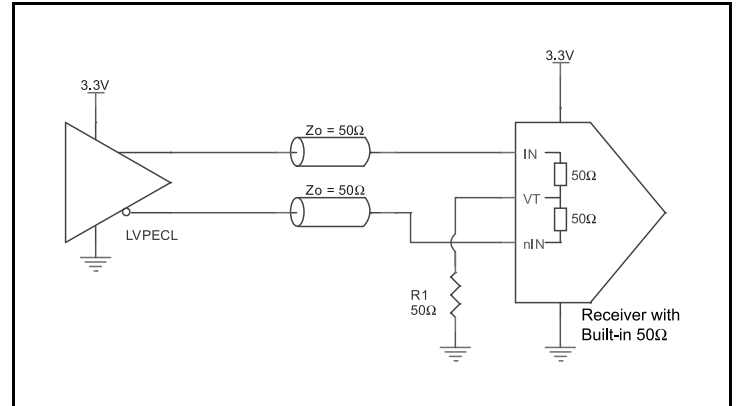 3.3V
3.3V
Zo = 50Ω
IN
50Ω
Zo = 50Ω
VT
50Ω
nIN
LVPECL
R1
50Ω
Receiver with
Built-in 50Ω